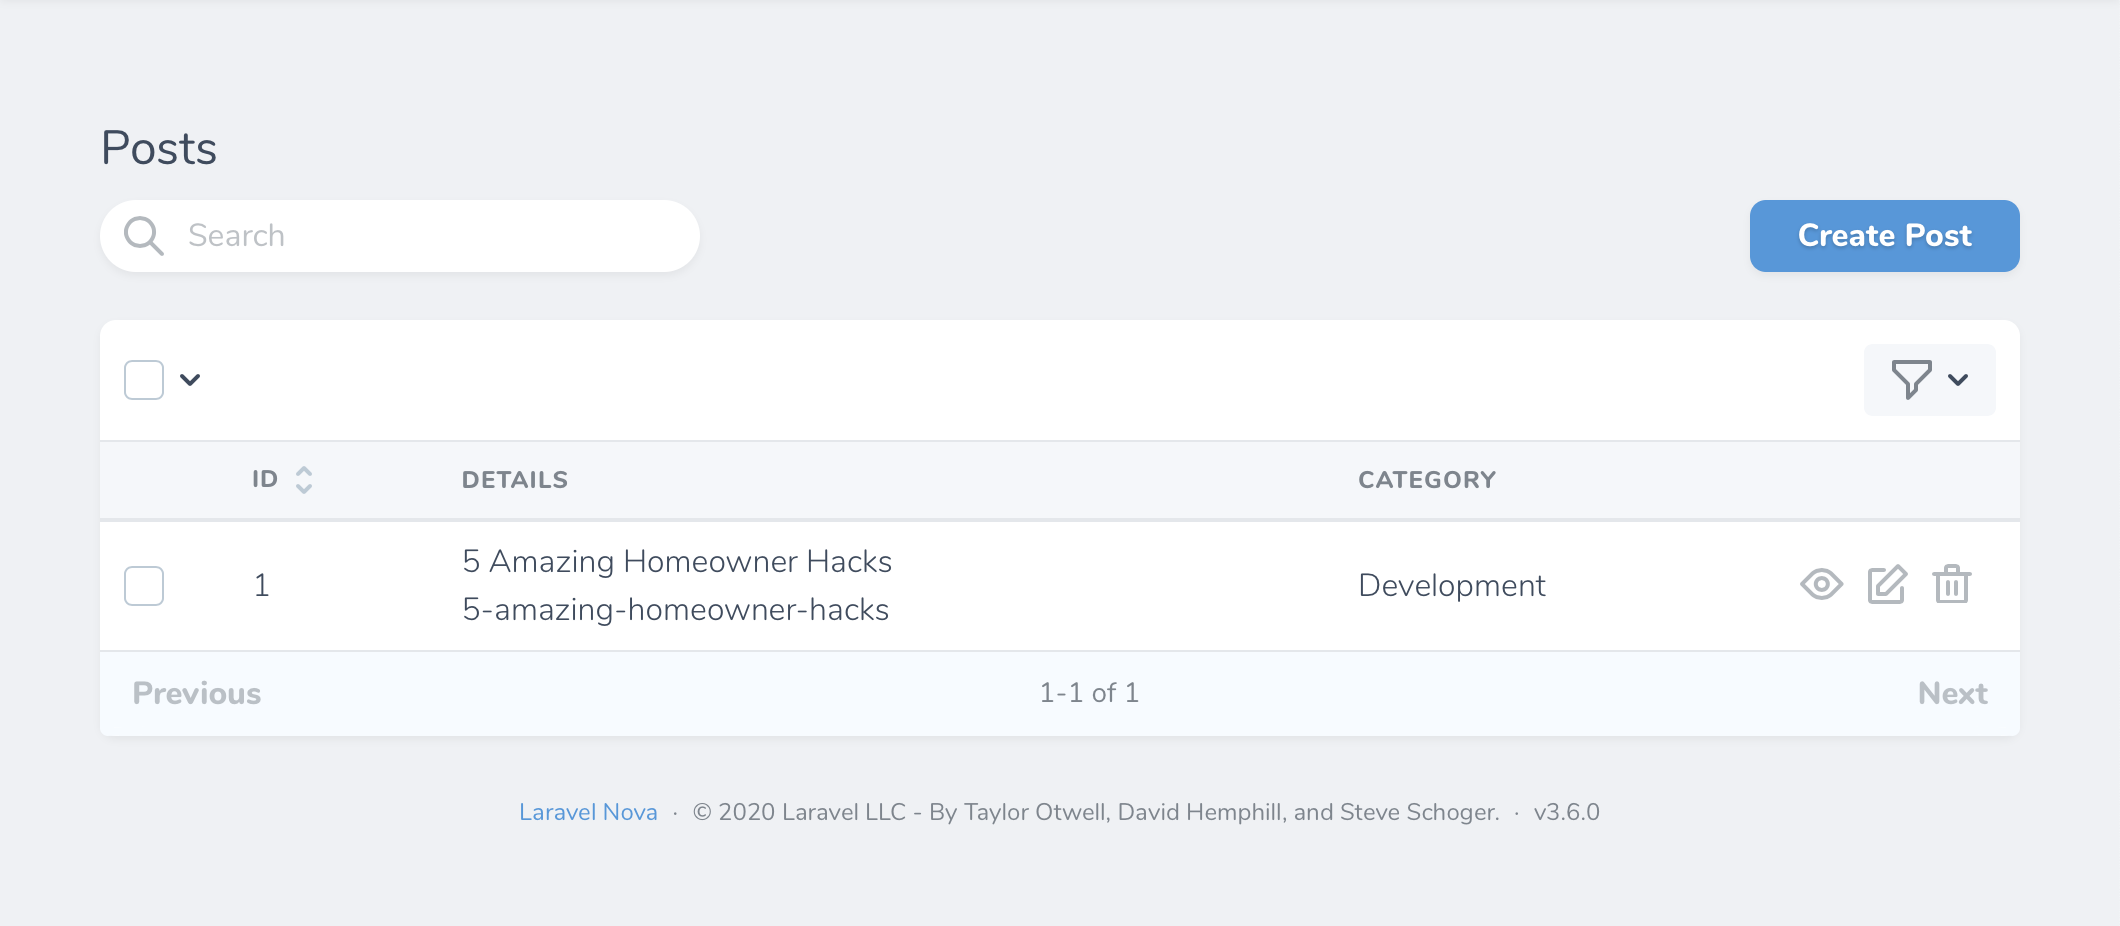 Posts
Search
Create Post
ID DETAILS CATEGORY
5 Amazing Homeowner Hacks
1 Development
5-amazing-homeowner-hacks
Previous 1-1 of 1 Next
Laravel Nova · © 2020 Laravel LLC - By Taylor Otwell, David Hemphill, and Steve Schoger. · v3.6.0